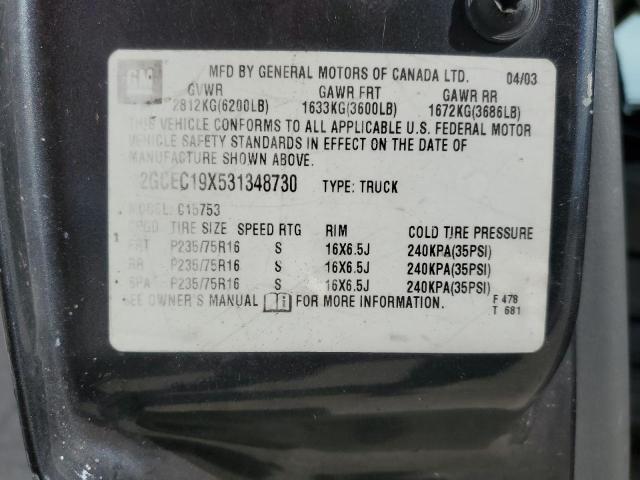 GM
MFD BY GENERAL MOTORS OF CANADA LTD. 04/03
GVWR GAWR FRT GAWR RR
2812KG(6200LB) 1633KG(3600LB) 1672KG(3686LB)
THIS VEHICLE CONFORMS TO ALL APPLICABLE U.S. FEDERAL MOTOR
VEHICLE SAFETY STANDARDS IN EFFECT ON THE DATE OF
MANUFACTURE SHOWN ABOVE.
2GCEC19X531348730 TYPE: TRUCK
MODEL: C15753
TIRE SIZE SPEED RTG RIM COLD TIRE PRESSURE
FRT P235/75R16 S 16X6.5J 240KPA(35PSI)
RR P235/75R16 S 16X6.5J 240KPA(35PSI)
SPA P235/75R16 S 16X6.5J 240KPA(35PSI)
SEE OWNER'S MANUAL FOR MORE INFORMATION.
F 478
T 681